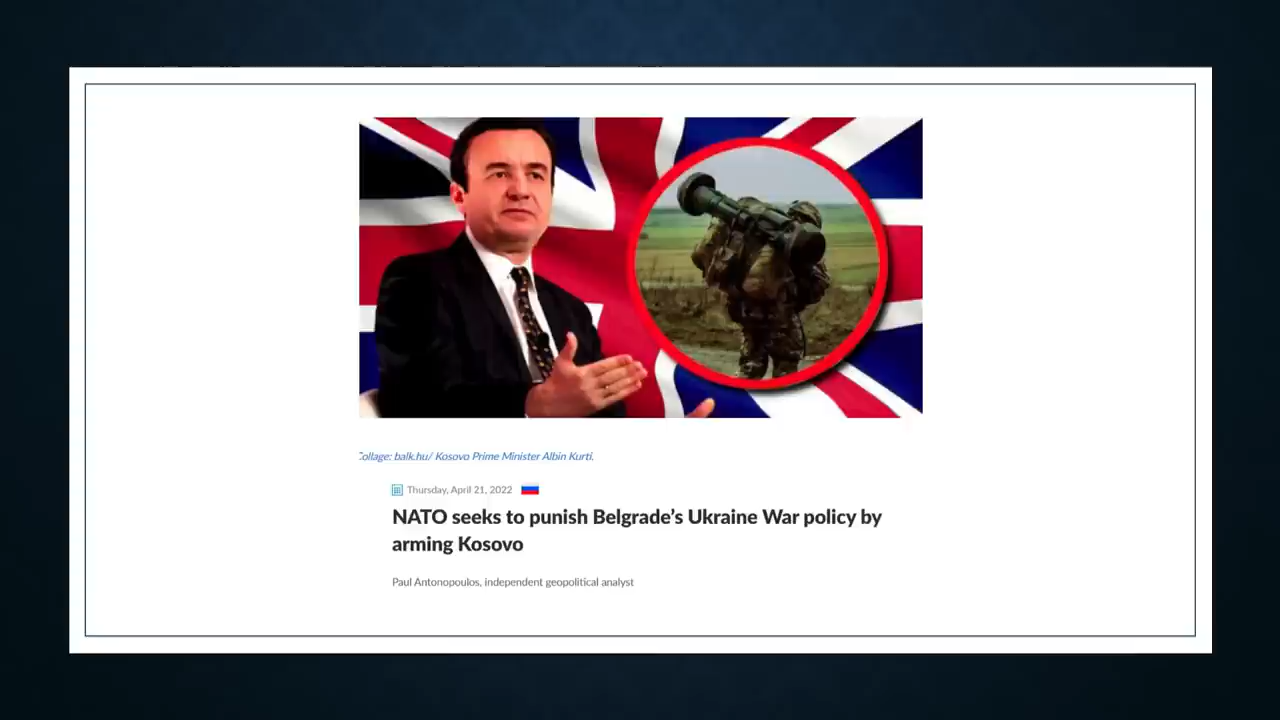 Collage: balk.hu/ Kosovo Prime Minister Albin Kurti.
Thursday, April 21, 2022
NATO seeks to punish Belgrade's Ukraine War policy by
arming Kosovo
Paul Antonopoulos, independent geopolitical analyst